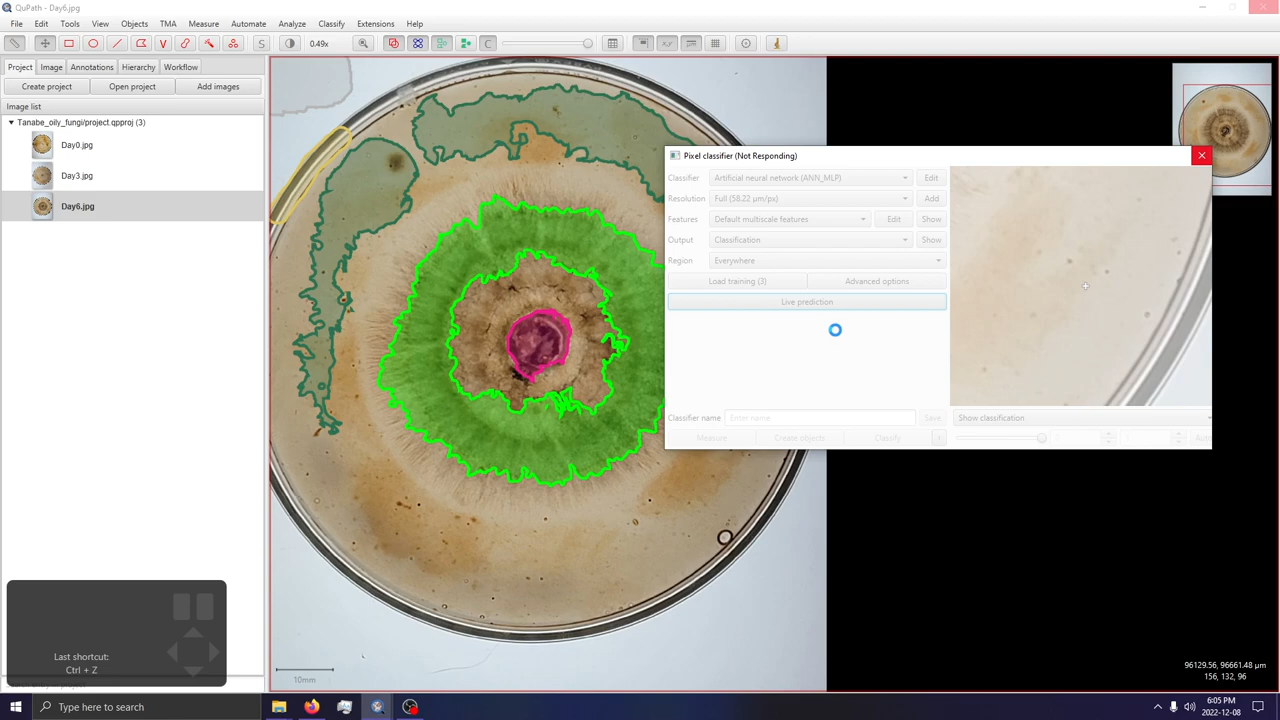 QuPath - Day6.jpg
File Edit Tools View Objects TMA Measure Automate Analyze Classify Extensions Help
S 0.49x C
Project Image Annotations Hierarchy Workflow
Create project Open project Add images
Image list
Tanabe_oily_fungi/project.qpproj (3)
Day0.jpg
Day3.jpg
Day6.jpg
Pixel classifier (Not Responding)
Classifier Artificial neural network (ANN_MLP) Edit
Resolution Full (58.22 µm/px) Add
Features Default multiscale features Edit Show
Output Classification Show
Region Everywhere
Load training (3) Advanced options
Live prediction
Classifier name Enter name Save Show classification
Measure Create objects Classify
Last shortcut:
Ctrl + Z
10mm
96129.56, 96661.48 µm
156, 132, 96
Type here to search
6:05 PM
2022-12-08